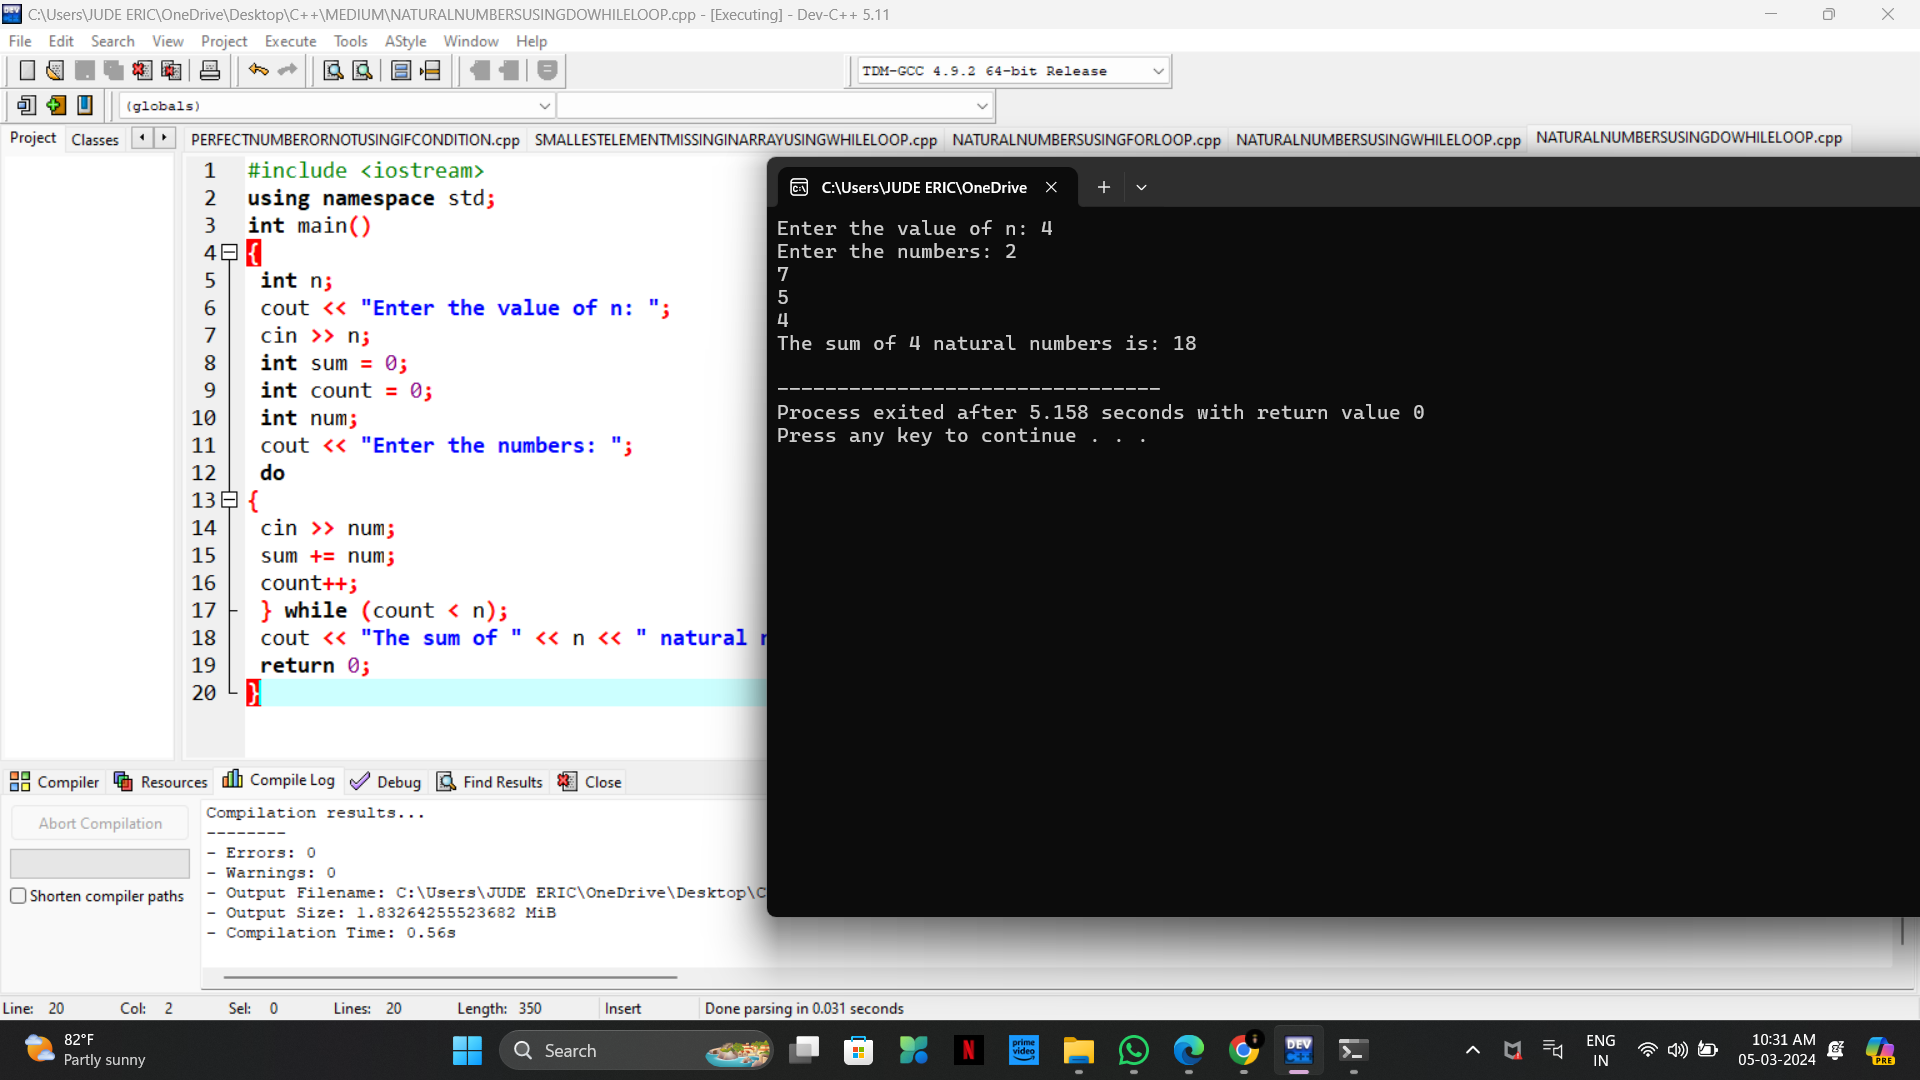 C:\Users\JUDE ERIC\OneDrive\Desktop\C++\MEDIUM\NATURALNUMBERSUSINGDOWHILELOOP.cpp - [Executing] - Dev-C++ 5.11
File Edit Search View Project Execute Tools AStyle Window Help
TDM-GCC 4.9.2 64-bit Release
(globals)
Project Classes PERFECTNUMBERORNOTUSINGIFCONDITION.cpp SMALLESTELEMENTMISSINGINARRAYUSINGWHILELOOP.cpp NATURALNUMBERSUSINGFORLOOP.cpp NATURALNUMBERSUSINGWHILELOOP.cpp NATURALNUMBERSUSINGDOWHILELOOP.cpp
1 #include <iostream>
2 using namespace std;
3 int main()
4 {
5 int n;
6 cout << "Enter the value of n: ";
7 cin >> n;
8 int sum = 0;
9 int count = 0;
10 int num;
11 cout << "Enter the numbers: ";
12 do
13 {
14 cin >> num;
15 sum += num;
16 count++;
17 } while (count < n);
18 cout << "The sum of " << n << " natural
19 return 0;
20 }
C:\Users\JUDE ERIC\OneDrive
Enter the value of n: 4
Enter the numbers: 2
7
5
4
The sum of 4 natural numbers is: 18
--------------------------------
Process exited after 5.158 seconds with return value 0
Press any key to continue . . .
Compiler Resources Compile Log Debug Find Results Close
Abort Compilation
Shorten compiler paths
Compilation results...
--------
- Errors: 0
- Warnings: 0
- Output Filename: C:\Users\JUDE ERIC\OneDrive\Desktop\C
- Output Size: 1.83264255523682 MiB
- Compilation Time: 0.56s
Line: 20 Col: 2 Sel: 0 Lines: 20 Length: 350 Insert Done parsing in 0.031 seconds
82°F
Partly sunny
Search
prime video
N
DEV C++
ENG
IN
10:31 AM
05-03-2024
PRE